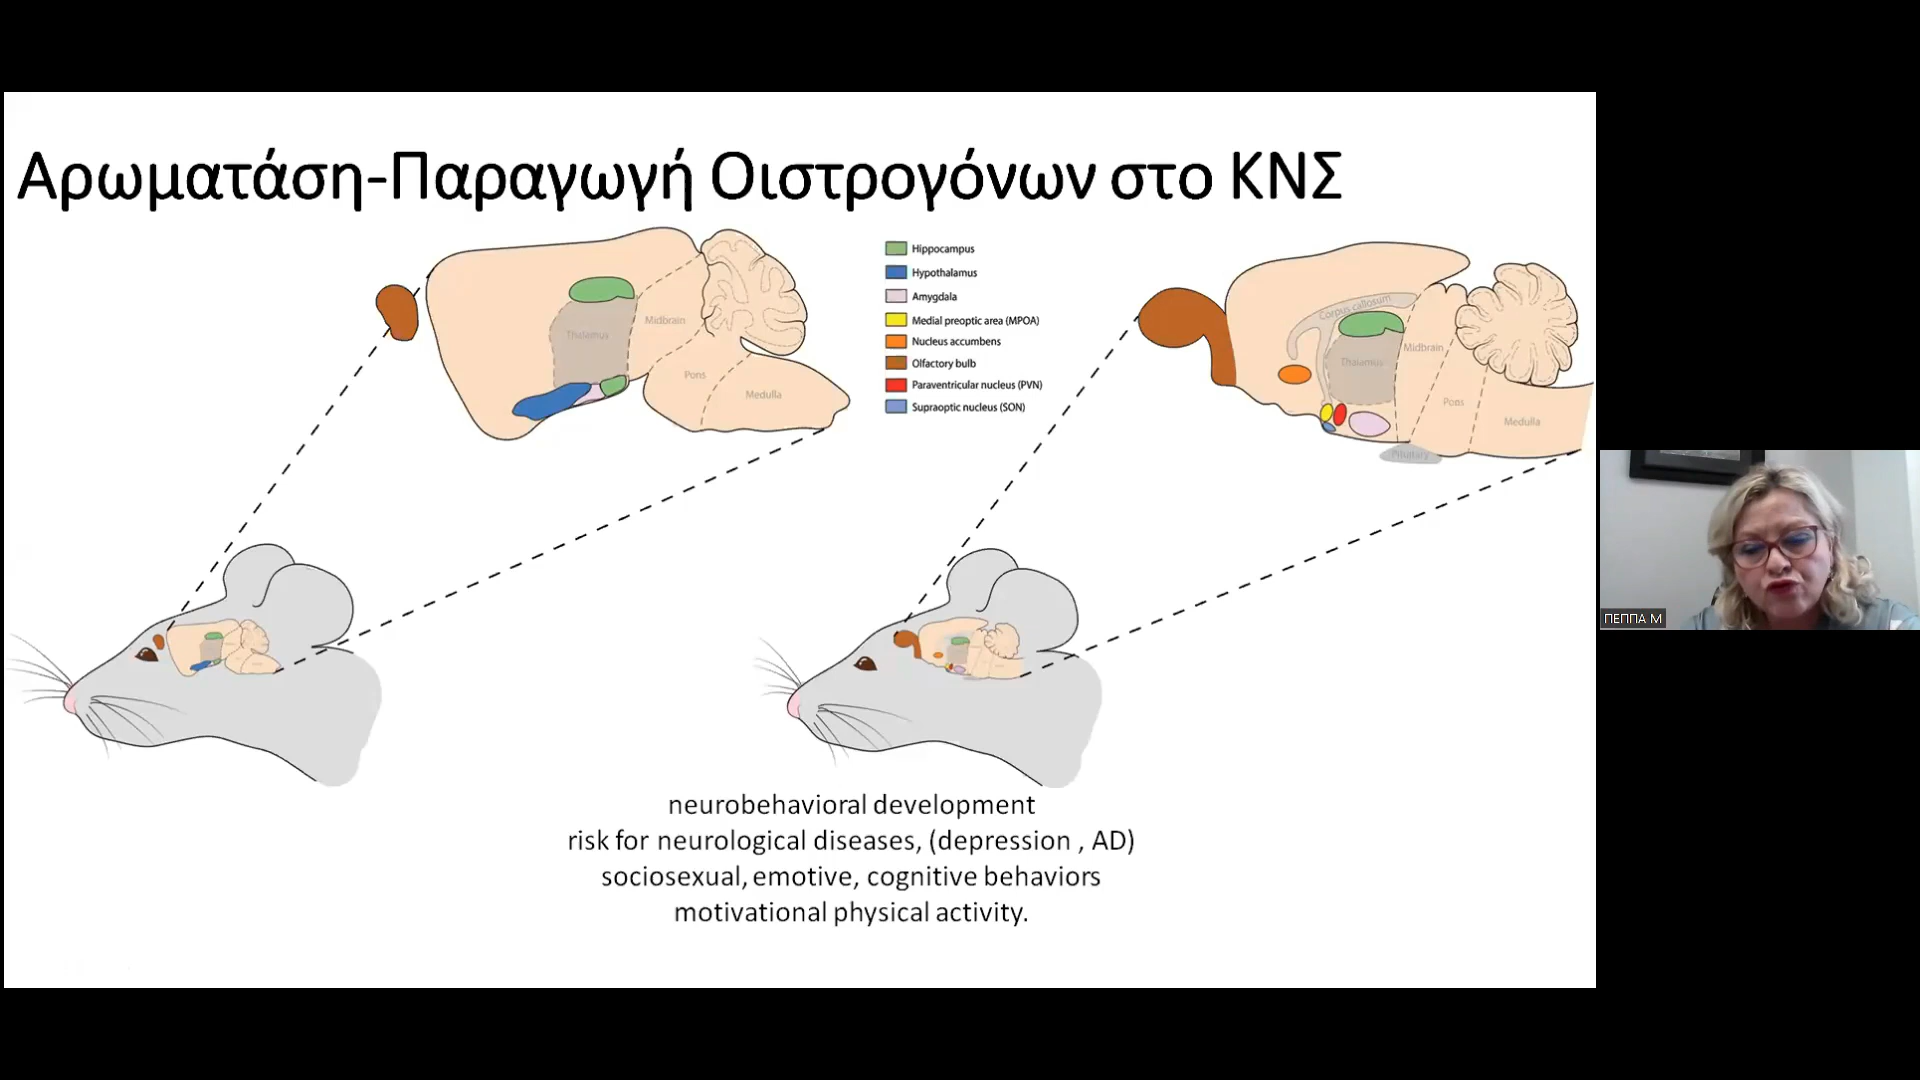 Αρωματάση-Παραγωγή Οιστρογόνων στο ΚΝΣ
Thalamus
Midbrain
Pons
Medulla
Hippocampus
Hypothalamus
Amygdala
Medial preoptic area (MPOA)
Nucleus accumbens
Olfactory bulb
Paraventricular nucleus (PVN)
Supraoptic nucleus (SON)
Corpus callosum
Thalamus
Midbrain
Pons
Medulla
Pituitary
neurobehavioral development
risk for neurological diseases, (depression , AD)
sociosexual, emotive, cognitive behaviors
motivational physical activity.
ΠΕΠΠΑ Μ